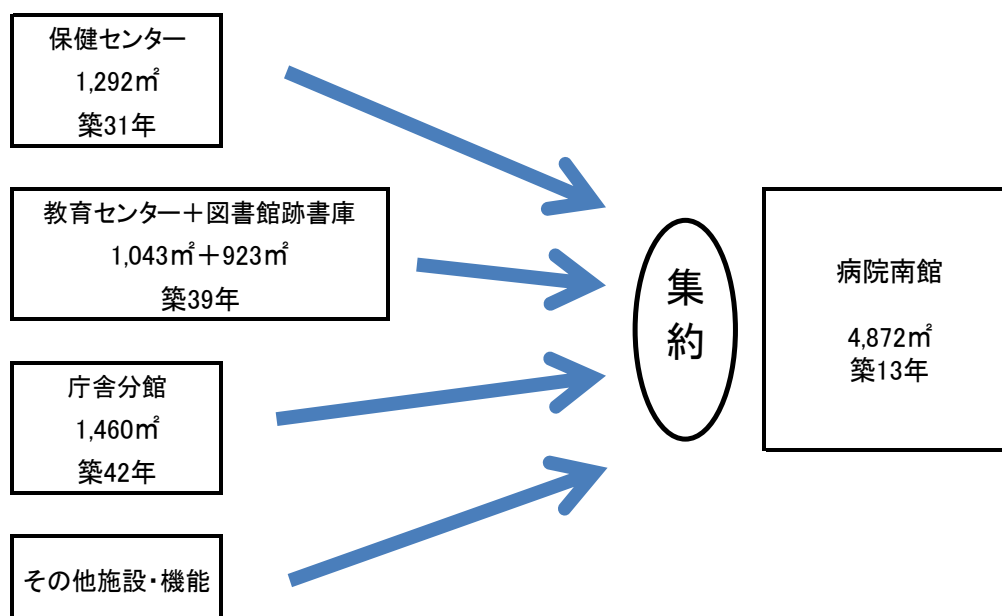 保健センター
1,292㎡
築31年
教育センター＋図書館跡書庫
1,043㎡＋923㎡
築39年
庁舎分館
1,460㎡
築42年
その他施設・機能
集約
病院南館
4,872㎡
築13年